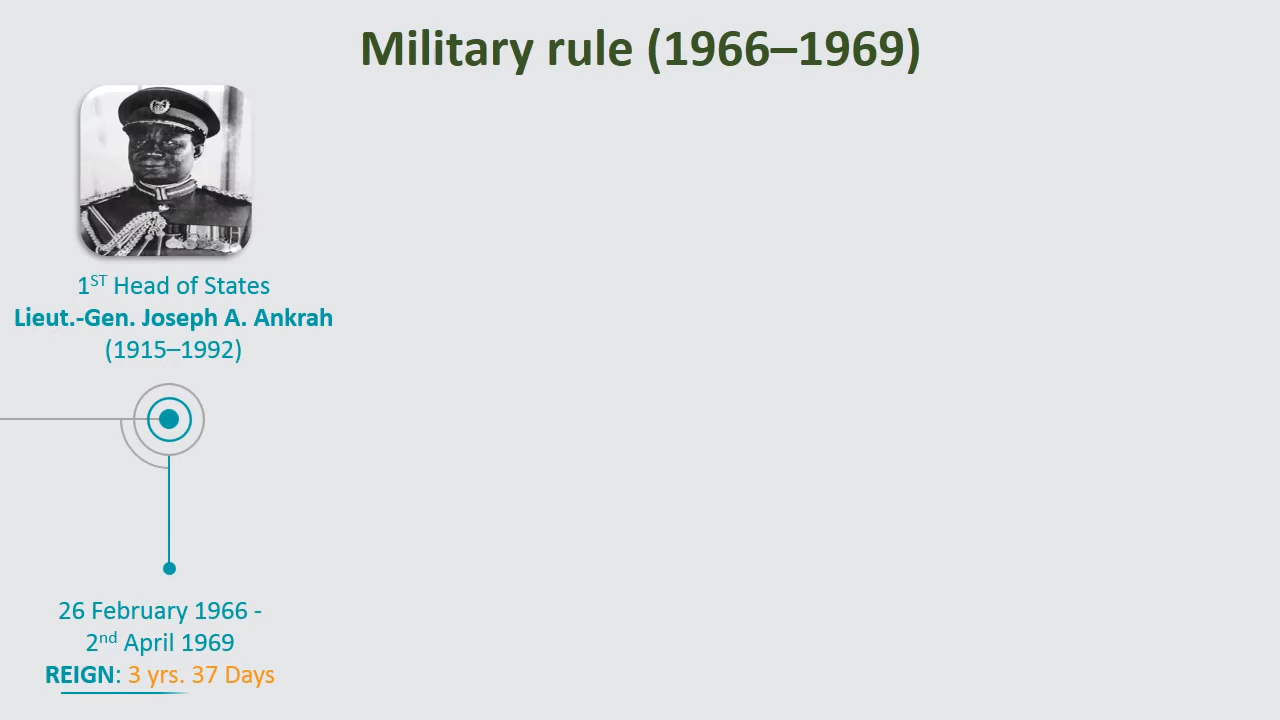 Military rule (1966–1969)
1ST Head of States
Lieut.-Gen. Joseph A. Ankrah
(1915–1992)
26 February 1966 -
2nd April 1969
REIGN: 3 yrs. 37 Days